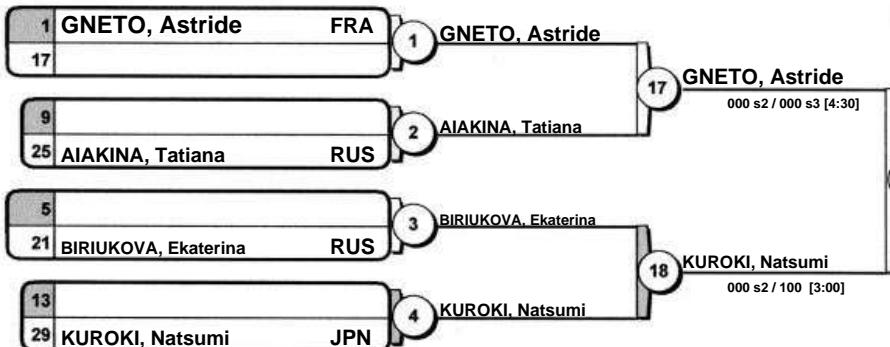 1 GNETO, Astride FRA
17
1
GNETO, Astride
17
GNETO, Astride
000 s2 / 000 s3 [4:30]
9
25 AIAKINA, Tatiana RUS
2
AIAKINA, Tatiana
5
21 BIRIUKOVA, Ekaterina RUS
3
BIRIUKOVA, Ekaterina
18
KUROKI, Natsumi
000 s2 / 100 [3:00]
13
29 KUROKI, Natsumi JPN
4
KUROKI, Natsumi